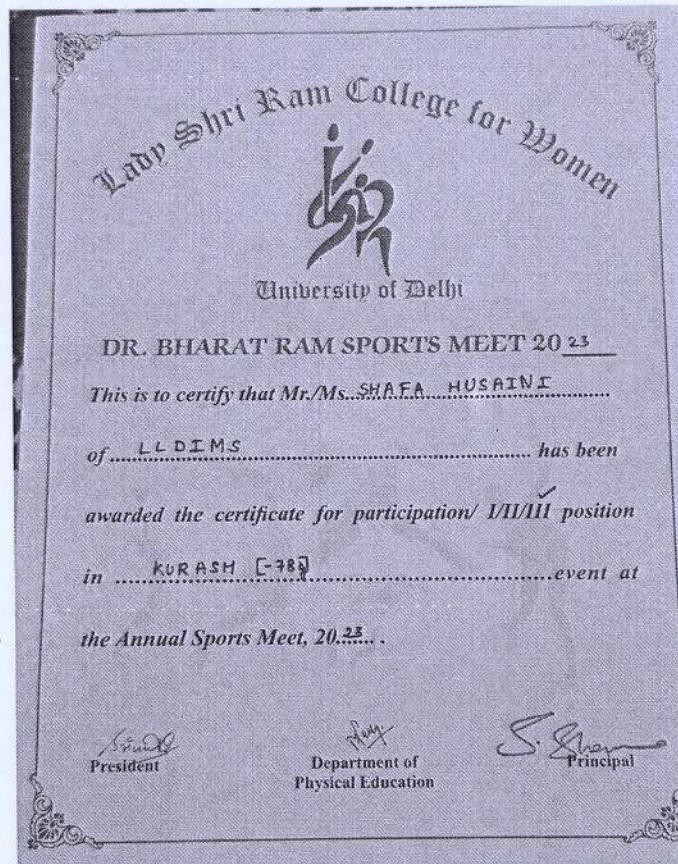 Lady Shri Ram College for Women
University of Delhi
DR. BHARAT RAM SPORTS MEET 2023
This is to certify that Mr./Ms..SHAFA HUSAINI
of ....LLDIMS.... has been
awarded the certificate for participation/ I/II/III position
in ....KURASH [-78]....event at
the Annual Sports Meet, 20.23... .
President
Department of
Physical Education
Principal